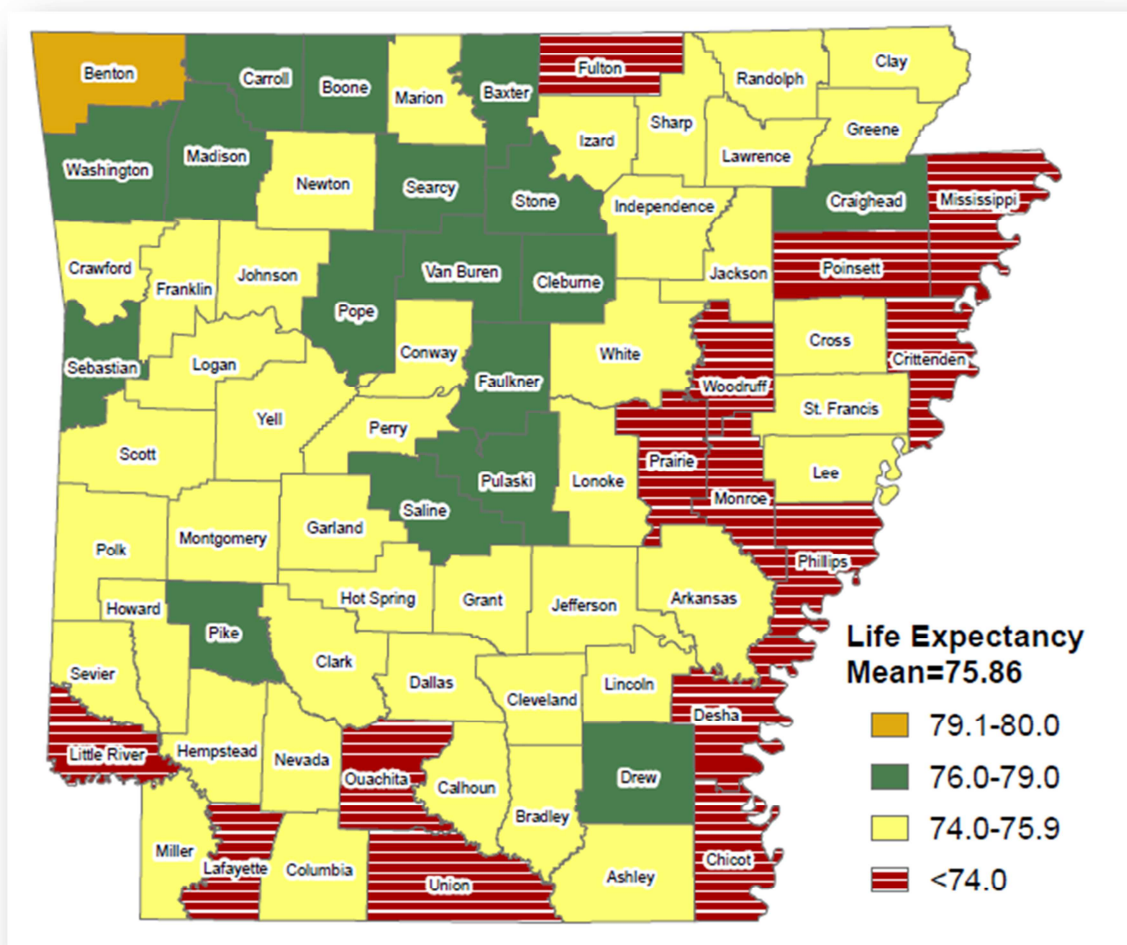 Benton
Carroll
Boone
Marion
Baxter
Fulton
Randolph
Clay
Sharp
Izard
Greene
Lawrence
Washington
Madison
Newton
Searcy
Stone
Independence
Craighead
Mississippi
Crawford
Franklin
Johnson
Van Buren
Cleburne
Jackson
Poinsett
Pope
Sebastian
Logan
Conway
Faulkner
White
Woodruff
Cross
Crittenden
Yell
Perry
St. Francis
Scott
Pulaski
Lonoke
Prairie
Monroe
Lee
Saline
Garland
Montgomery
Polk
Phillips
Howard
Pike
Hot Spring
Grant
Jefferson
Arkansas
Sevier
Clark
Dallas
Cleveland
Lincoln
Desha
Little River
Hempstead
Nevada
Ouachita
Calhoun
Bradley
Drew
Miller
Lafayette
Columbia
Union
Ashley
Chicot
Life Expectancy
Mean=75.86
79.1-80.0
76.0-79.0
74.0-75.9
<74.0